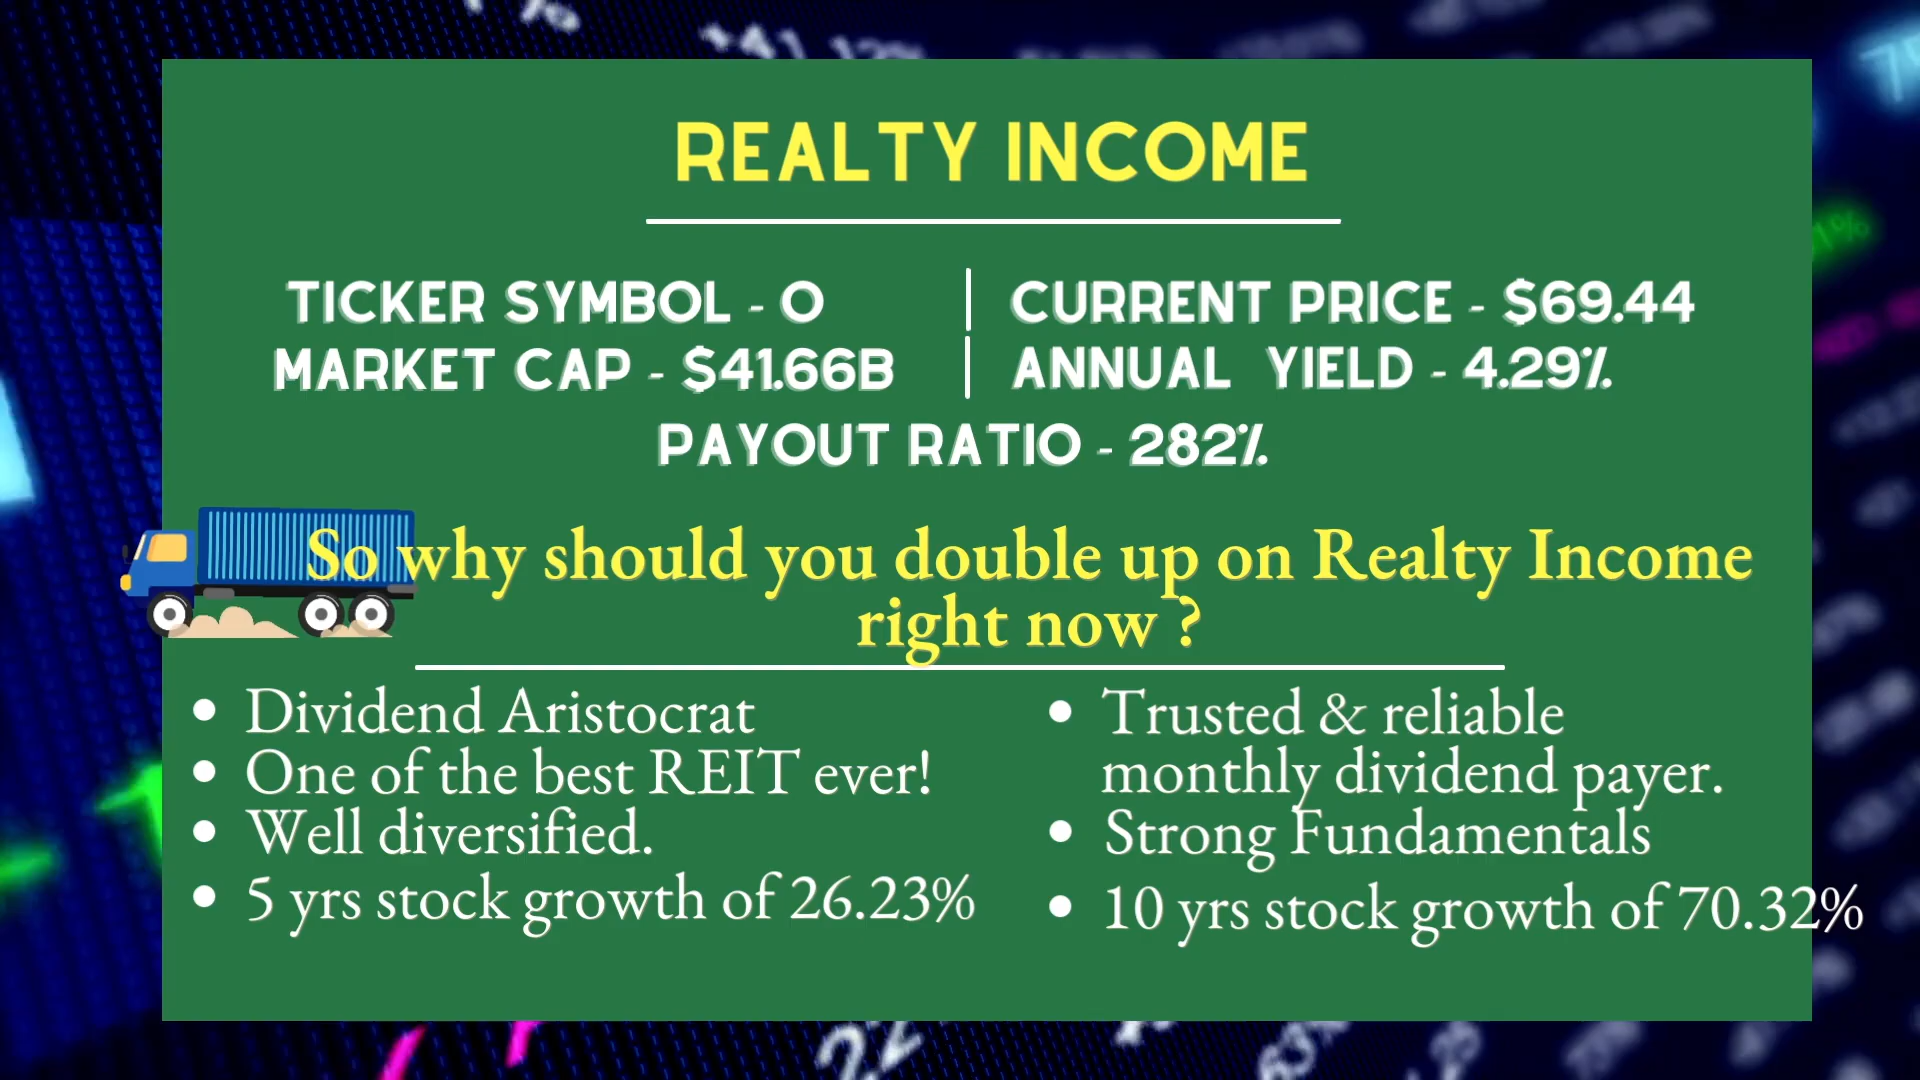 REALTY INCOME
TICKER SYMBOL - O
CURRENT PRICE - $69.44
MARKET CAP - $41.66B
ANNUAL YIELD - 4.29%
PAYOUT RATIO - 282%
So why should you double up on Realty Income
right now ?
• Dividend Aristocrat
• One of the best REIT ever!
• Well diversified.
• 5 yrs stock growth of 26.23%
• Trusted & reliable
monthly dividend payer.
• Strong Fundamentals
• 10 yrs stock growth of 70.32%